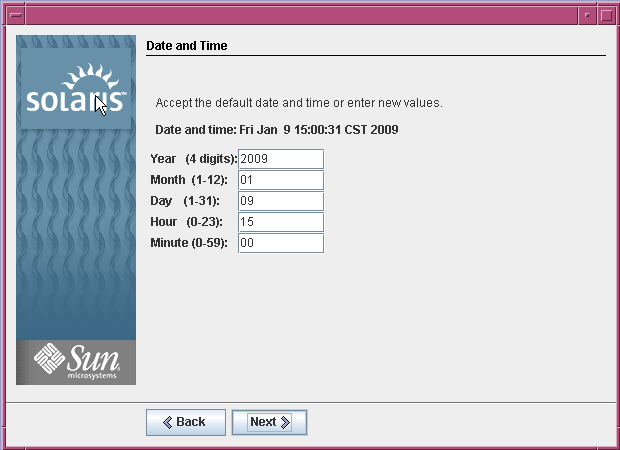 Date and Time
solaris™
Accept the default date and time or enter new values.
Date and time: Fri Jan  9 15:00:31 CST 2009
Year (4 digits): 2009
Month (1-12): 01
Day (1-31): 09
Hour (0-23): 15
Minute (0-59): 00
Sun
microsystems
Back Next